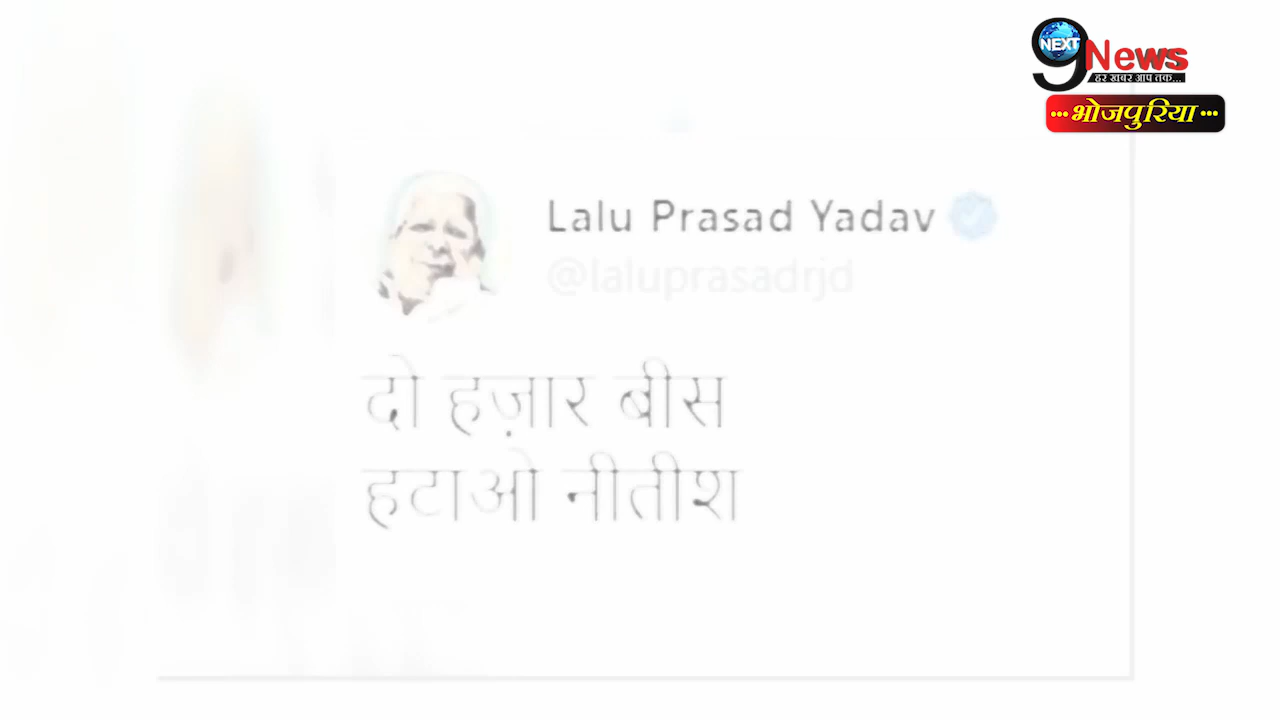 NEXT
9 News
हर खबर आप तक...
...भोजपुरिया...
Lalu Prasad Yadav
@laluprasadrjd
दो हज़ार बीस
हटाओ नीतीश